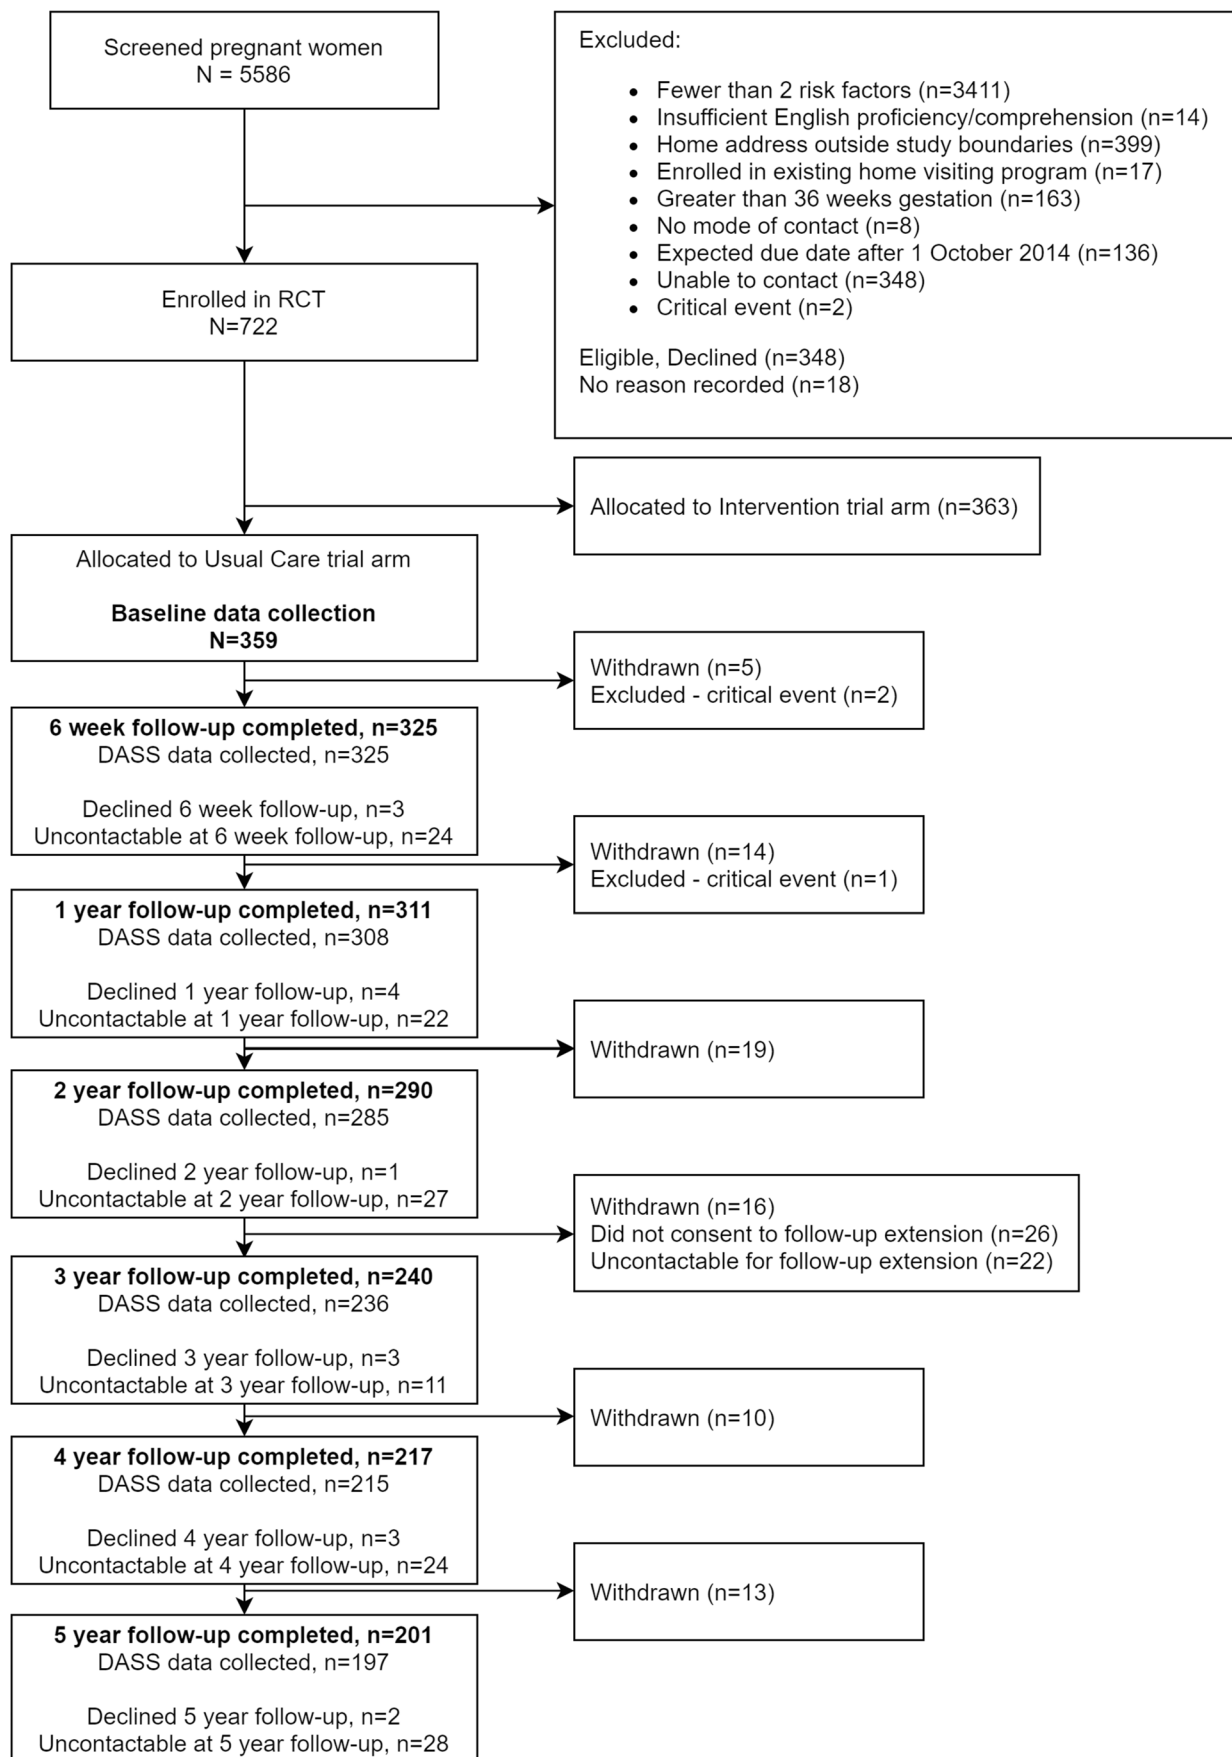 Screened pregnant women
N = 5586
Excluded:
• Fewer than 2 risk factors (n=3411)
• Insufficient English proficiency/comprehension (n=14)
• Home address outside study boundaries (n=399)
• Enrolled in existing home visiting program (n=17)
• Greater than 36 weeks gestation (n=163)
• No mode of contact (n=8)
• Expected due date after 1 October 2014 (n=136)
• Unable to contact (n=348)
• Critical event (n=2)
Eligible, Declined (n=348)
No reason recorded (n=18)
Enrolled in RCT
N=722
Allocated to Intervention trial arm (n=363)
Allocated to Usual Care trial arm
Baseline data collection
N=359
Withdrawn (n=5)
Excluded - critical event (n=2)
6 week follow-up completed, n=325
DASS data collected, n=325
Declined 6 week follow-up, n=3
Uncontactable at 6 week follow-up, n=24
Withdrawn (n=14)
Excluded - critical event (n=1)
1 year follow-up completed, n=311
DASS data collected, n=308
Declined 1 year follow-up, n=4
Uncontactable at 1 year follow-up, n=22
Withdrawn (n=19)
2 year follow-up completed, n=290
DASS data collected, n=285
Declined 2 year follow-up, n=1
Uncontactable at 2 year follow-up, n=27
Withdrawn (n=16)
Did not consent to follow-up extension (n=26)
Uncontactable for follow-up extension (n=22)
3 year follow-up completed, n=240
DASS data collected, n=236
Declined 3 year follow-up, n=3
Uncontactable at 3 year follow-up, n=11
Withdrawn (n=10)
4 year follow-up completed, n=217
DASS data collected, n=215
Declined 4 year follow-up, n=3
Uncontactable at 4 year follow-up, n=24
Withdrawn (n=13)
5 year follow-up completed, n=201
DASS data collected, n=197
Declined 5 year follow-up, n=2
Uncontactable at 5 year follow-up, n=28